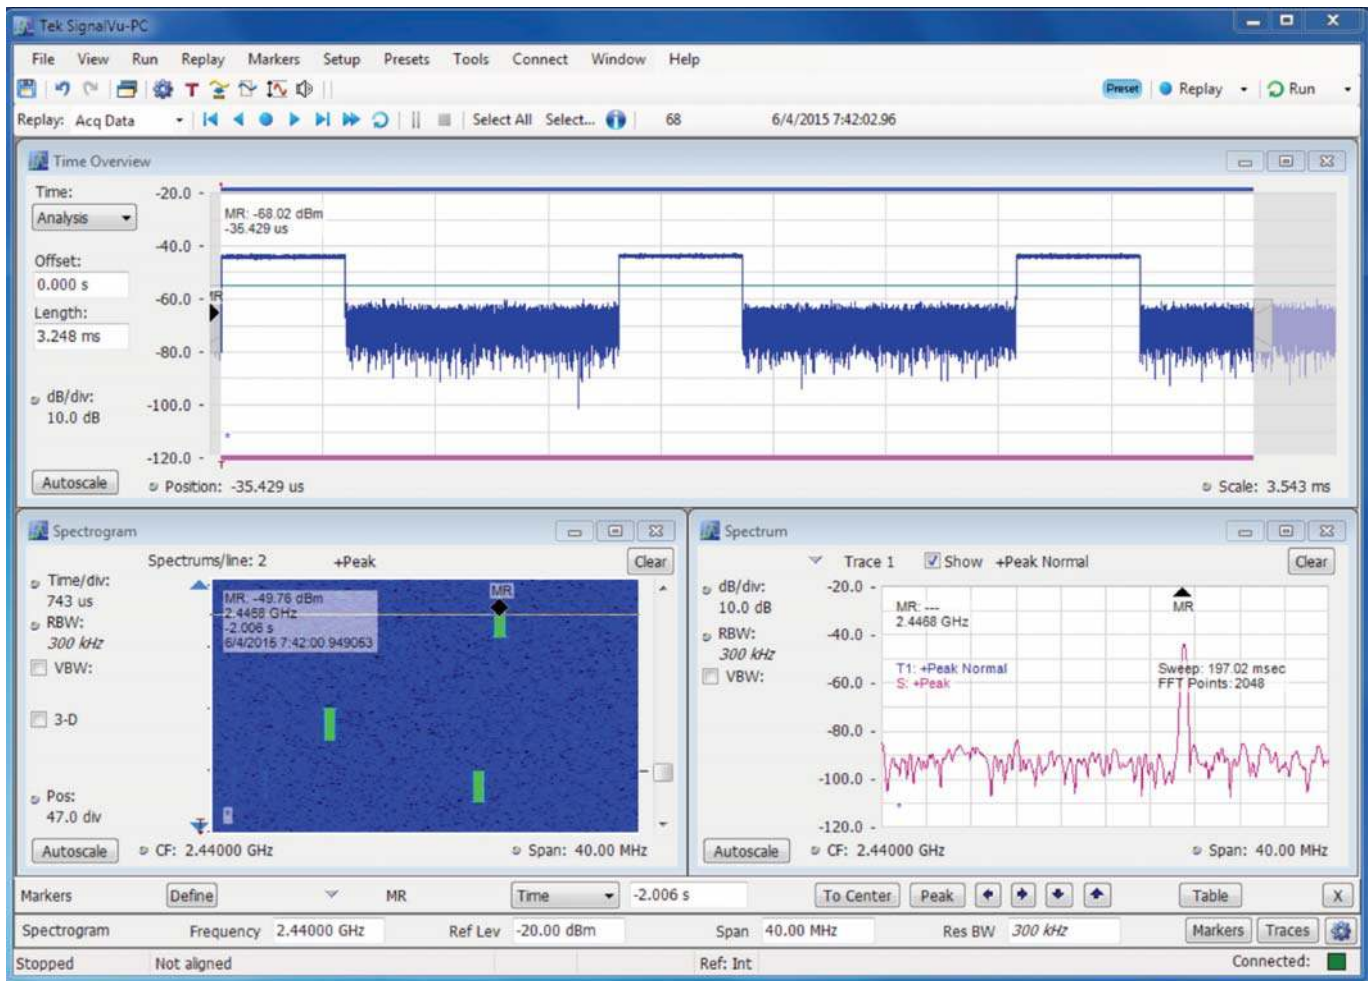 Tek SignalVu-PC
File View Run Replay Markers Setup Presets Tools Connect Window Help
T
Preset Replay Run
Replay: Acq Data Select All Select... 68 6/4/2015 7:42:02.96
Time Overview
Time:
Analysis
Offset:
0.000 s
Length:
3.248 ms
dB/div:
10.0 dB
Autoscale
-20.0
-40.0
-60.0
-80.0
-100.0
-120.0
MR: -68.02 dBm
-35.429 us
MR
T
Position: -35.429 us
Scale: 3.543 ms
Spectrogram
Spectrums/line: 2 +Peak Clear
Time/div:
743 us
RBW:
300 kHz
VBW:
3-D
Pos:
47.0 div
Autoscale
MR: -49.76 dBm
2.4468 GHz
-2.006 s
6/4/2015 7:42:00.949053
MR
T
CF: 2.44000 GHz
Span: 40.00 MHz
Spectrum
Trace 1 Show +Peak Normal Clear
dB/div:
10.0 dB
RBW:
300 kHz
VBW:
Autoscale
-20.0
-40.0
-60.0
-80.0
-100.0
-120.0
MR: ---
2.4468 GHz
MR
T1: +Peak Normal
S: +Peak
Sweep: 197.02 msec
FFT Points: 2048
CF: 2.44000 GHz
Span: 40.00 MHz
Markers Define MR Time -2.006 s To Center Peak Table X
Spectrogram Frequency 2.44000 GHz Ref Lev -20.00 dBm Span 40.00 MHz Res BW 300 kHz Markers Traces
Stopped Not aligned Ref: Int Connected: